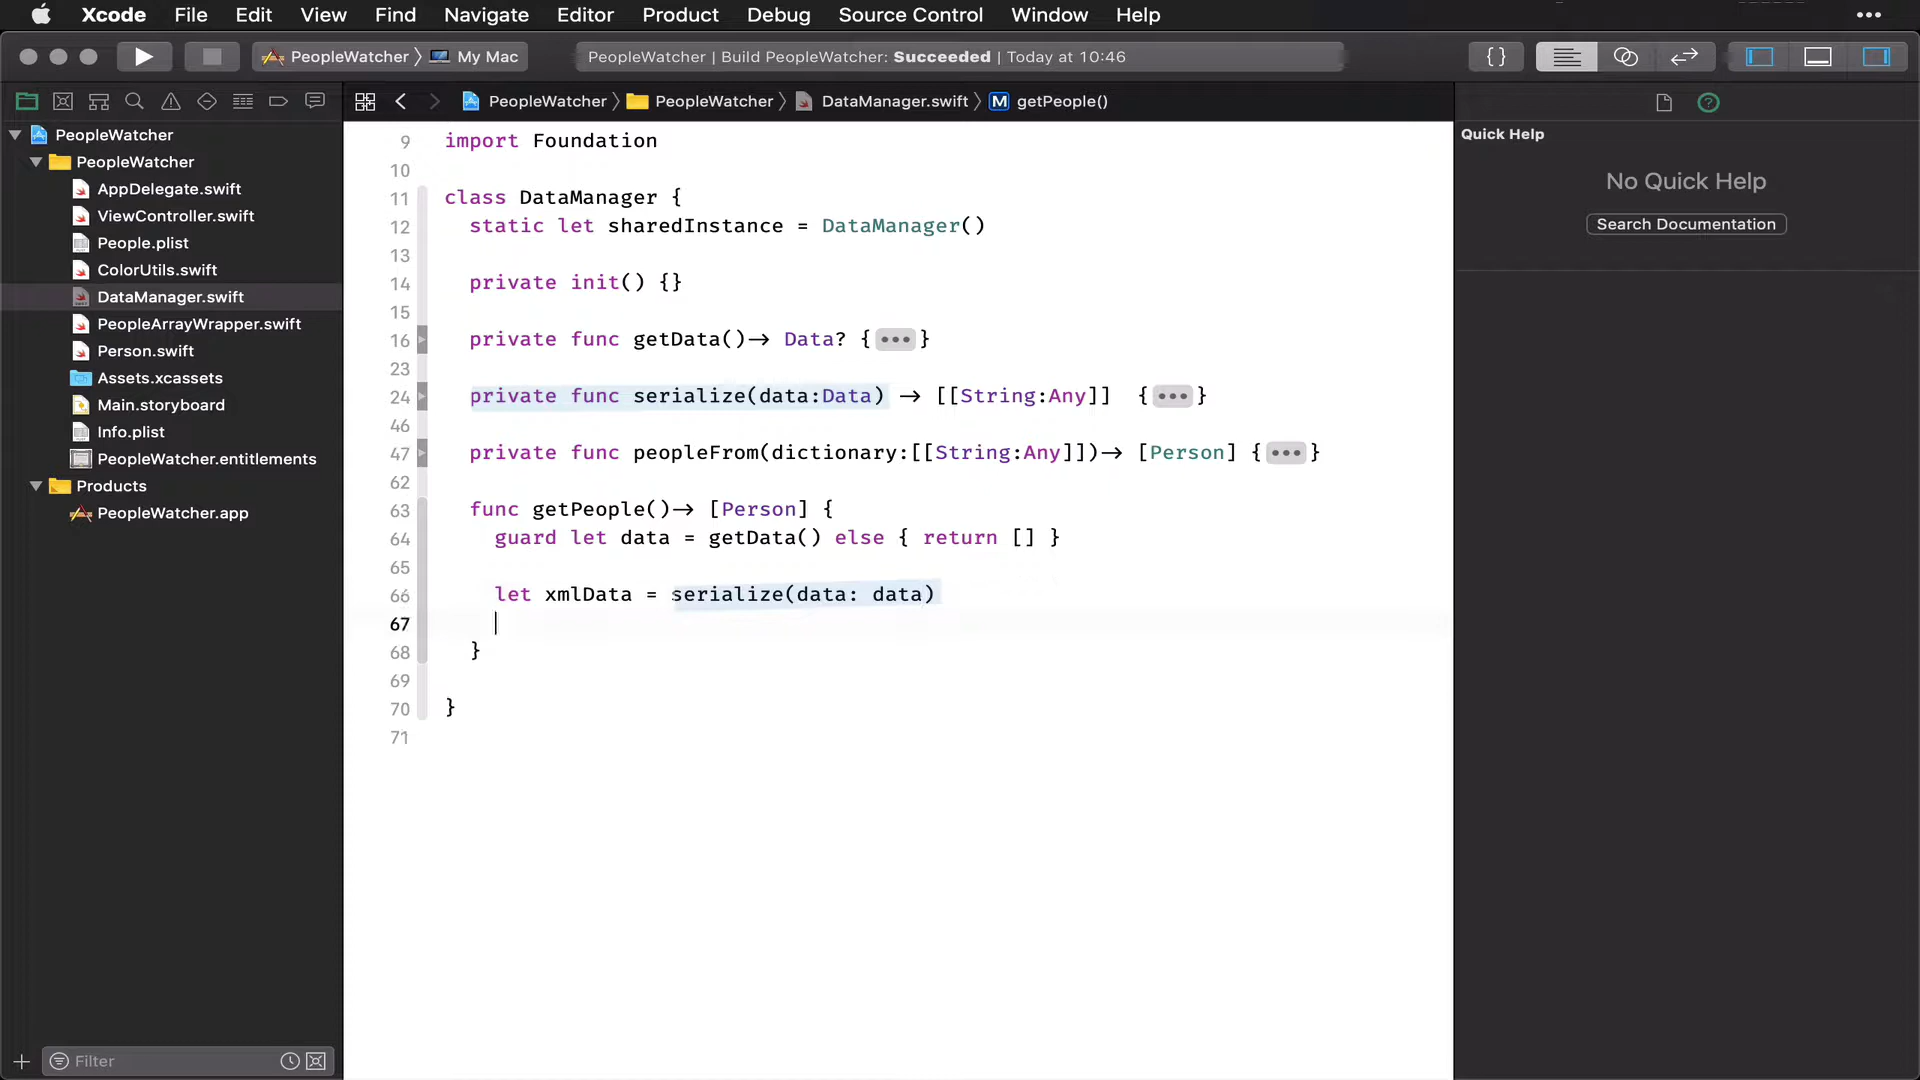 Xcode File Edit View Find Navigate Editor Product Debug Source Control Window Help
PeopleWatcher My Mac PeopleWatcher | Build PeopleWatcher: Succeeded | Today at 10:46 {}
PeopleWatcher PeopleWatcher DataManager.swift M getPeople()
PeopleWatcher
PeopleWatcher
AppDelegate.swift
ViewController.swift
People.plist
ColorUtils.swift
DataManager.swift
PeopleArrayWrapper.swift
Person.swift
Assets.xcassets
Main.storyboard
Info.plist
PeopleWatcher.entitlements
Products
PeopleWatcher.app
Filter
9 import Foundation
10
11 class DataManager {
12 static let sharedInstance = DataManager()
13
14 private init() {}
15
16 private func getData()-> Data? {•••}
23
24 private func serialize(data:Data) -> [[String:Any]] {•••}
46
47 private func peopleFrom(dictionary:[[String:Any]])-> [Person] {•••}
62
63 func getPeople()-> [Person] {
64 guard let data = getData() else { return [] }
65
66 let xmlData = serialize(data: data)
67
68 }
69
70 }
71
Quick Help
No Quick Help
Search Documentation